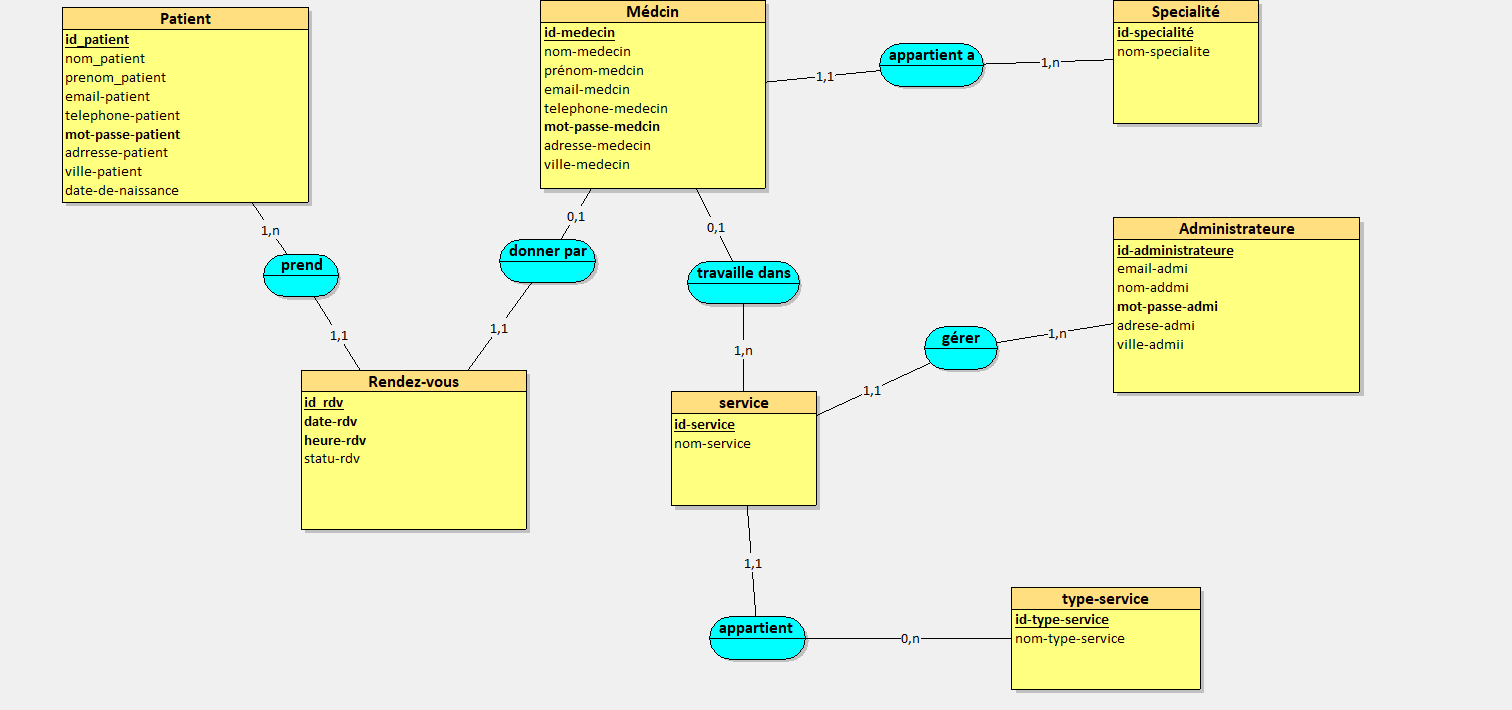 Patient
id_patient
nom_patient
prenom_patient
email-patient
telephone-patient
mot-passe-patient
adrresse-patient
ville-patient
date-de-naissance
Médcin
id-medecin
nom-medecin
prénom-medcin
email-medcin
telephone-medecin
mot-passe-medcin
adresse-medecin
ville-medecin
1,1
appartient a
1,n
Specialité
id-specialité
nom-specialite
1,n
prend
1,1
0,1
donner par
1,1
0,1
travaille dans
1,n
Rendez-vous
id_rdv
date-rdv
heure-rdv
statu-rdv
service
id-service
nom-service
1,1
gérer
1,n
Administrateure
id-administrateure
email-admi
nom-addmi
mot-passe-admi
adrese-admi
ville-admii
1,1
appartient
0,n
type-service
id-type-service
nom-type-service